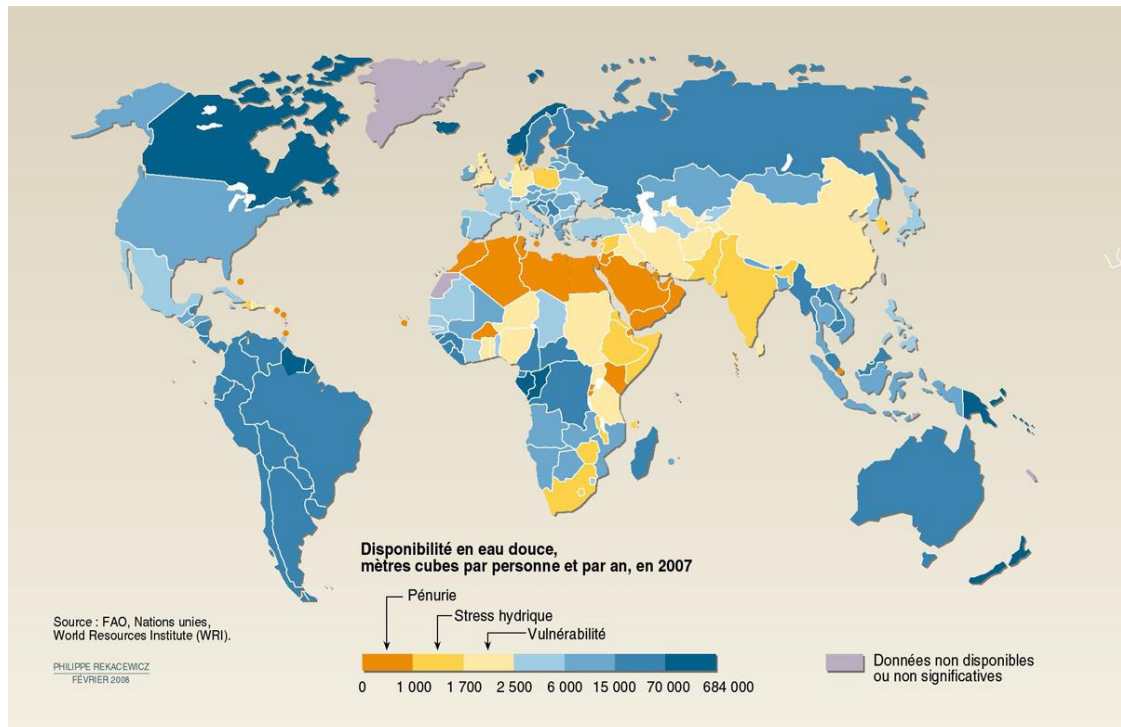 Disponibilité en eau douce,
mètres cubes par personne et par an, en 2007
Pénurie
Stress hydrique
Vulnérabilité
0 1 000 1 700 2 500 6 000 15 000 70 000 684 000
Données non disponibles
ou non significatives
Source : FAO, Nations unies,
World Resources Institute (WRI).
PHILIPPE REKACEWICZ
FÉVRIER 2008